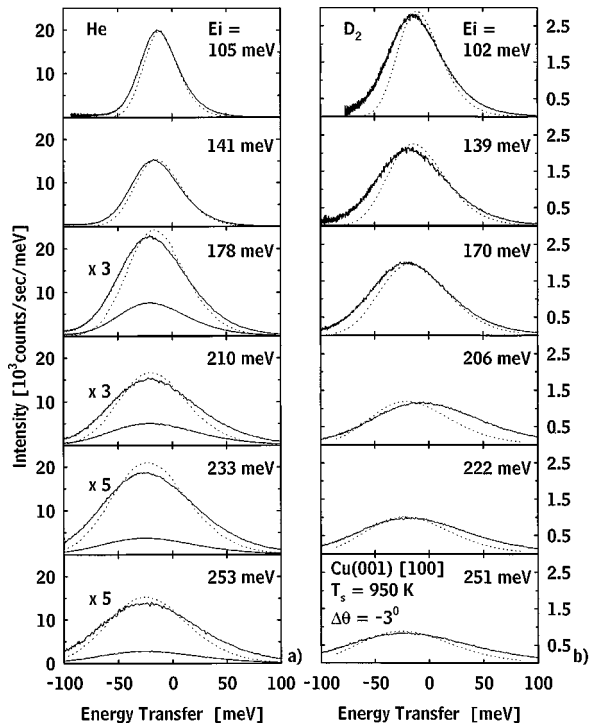 He
Ei =
105 meV
20
10
141 meV
20
10
x 3
178 meV
20
10
x 3
210 meV
20
10
x 5
233 meV
20
10
x 5
253 meV
20
10
0
a)
-100 -50 0 50 100
Energy Transfer [meV]
Intensity [10³counts/sec/meV]
D₂
Ei =
102 meV
2.5
1.5
0.5
139 meV
2.5
1.5
0.5
170 meV
2.5
1.5
0.5
206 meV
2.5
1.5
0.5
222 meV
2.5
1.5
0.5
Cu(001) [100]
251 meV
Tₛ = 950 K
Δθ = -3⁰
2.5
1.5
0.5
b)
-100 -50 0 50 100
Energy Transfer [meV]